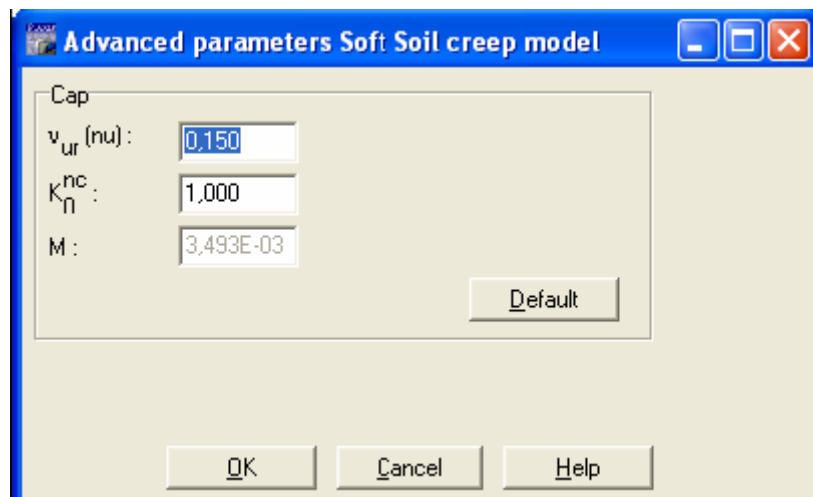 Advanced parameters Soft Soil creep model
Cap
νur (nu) : 0,150
K0nc : 1,000
M : 3,493E-03
Default
OK Cancel Help